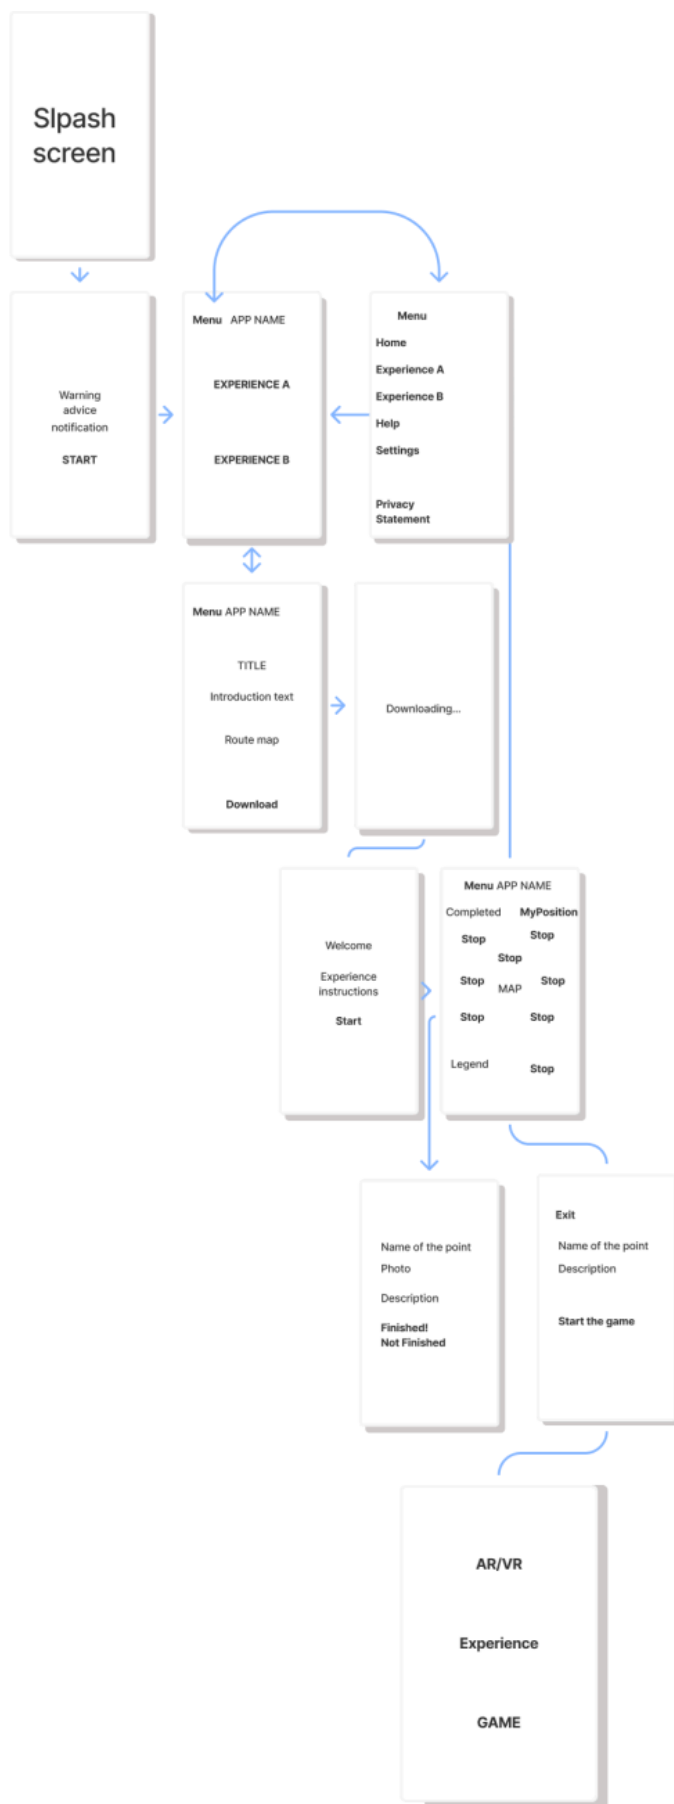 Slpash
screen
Warning
advice
notification
START
Menu APP NAME
EXPERIENCE A
EXPERIENCE B
Menu
Home
Experience A
Experience B
Help
Settings
Privacy
Statement
Menu APP NAME
TITLE
Introduction text
Route map
Download
Downloading...
Welcome
Experience
instructions
Start
Menu APP NAME
Completed MyPosition
Stop Stop
Stop
Stop MAP Stop
Stop Stop
Legend Stop
Name of the point
Photo
Description
Finished!
Not Finished
Exit
Name of the point
Description
Start the game
AR/VR
Experience
GAME